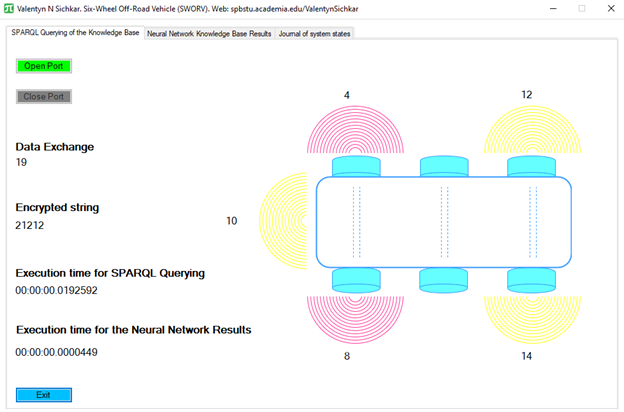 Valentyn N Sichkar. Six-Wheel Off-Road Vehicle (SWORV). Web: spbstu.academia.edu/ValentynSichkar
SPARQL Querying of the Knowledge Base Neural Network Knowledge Base Results Journal of system states
Open Port
Close Port
4 12
Data Exchange
19
Encrypted string
21212
10
Execution time for SPARQL Querying
00:00:00.0192592
Execution time for the Neural Network Results
00:00:00.0000449
8 14
Exit